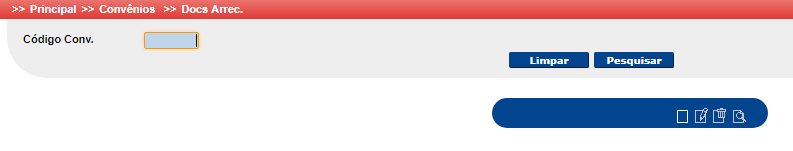 >> Principal >> Convênios >> Docs Arrec.
Código Conv.
Limpar Pesquisar